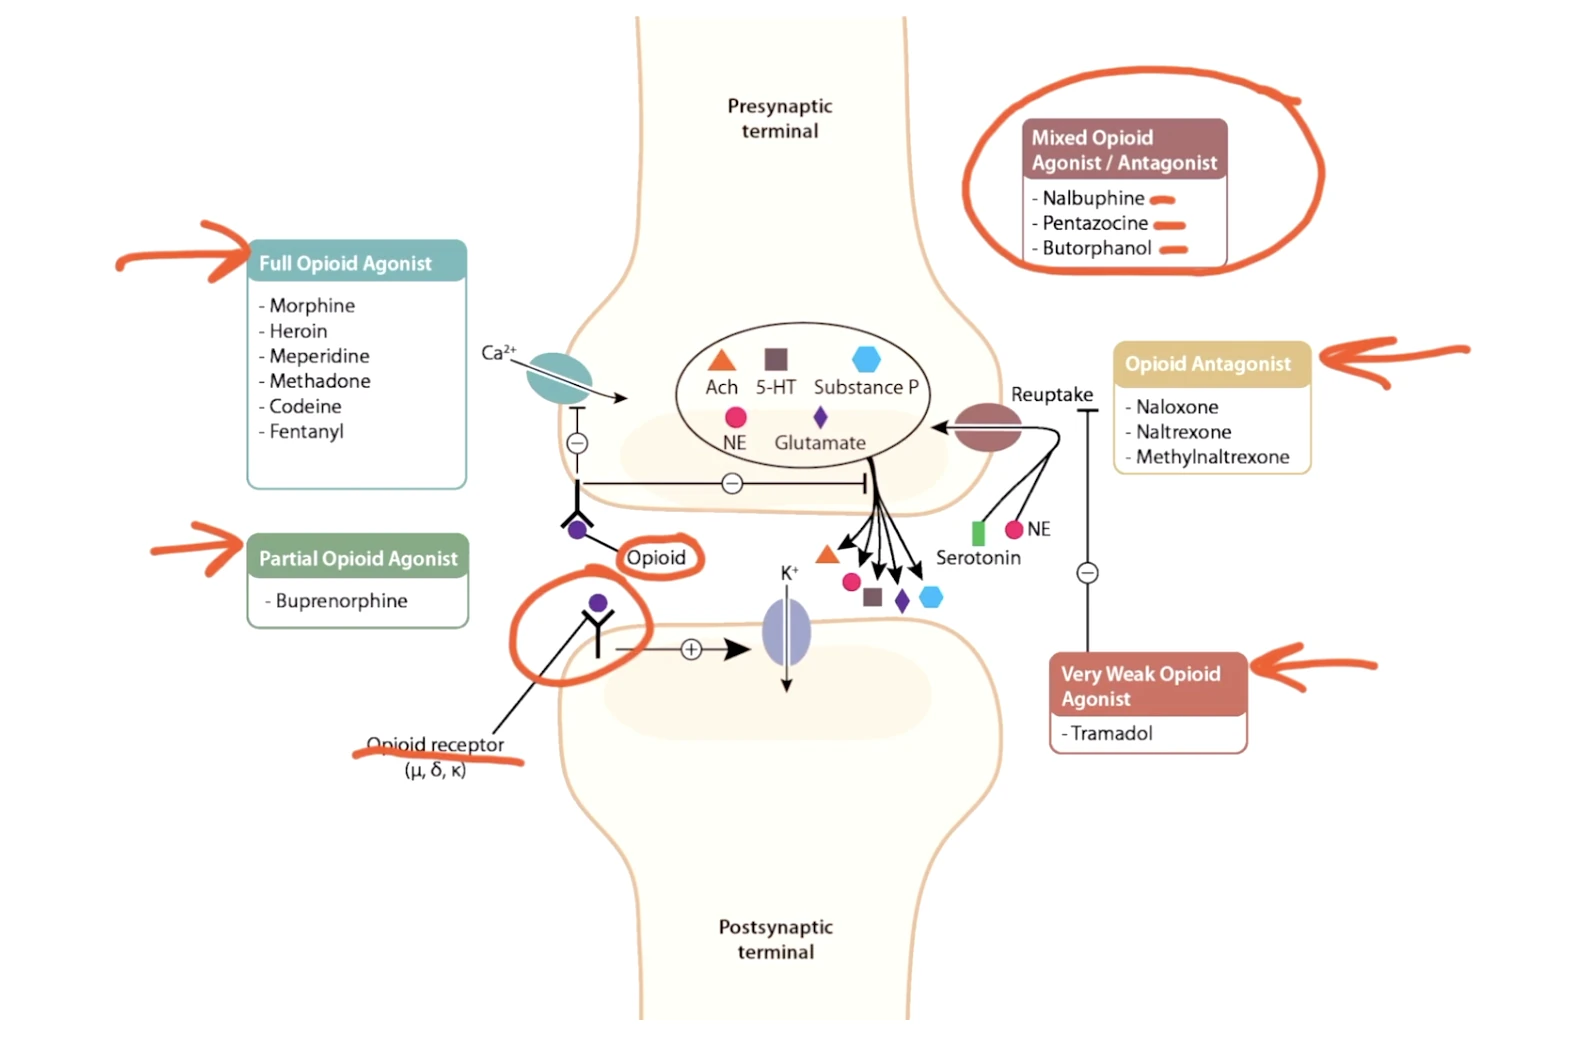 Presynaptic
terminal
Mixed Opioid
Agonist / Antagonist
- Nalbuphine
- Pentazocine
- Butorphanol
Full Opioid Agonist
- Morphine
- Heroin
- Meperidine
- Methadone
- Codeine
- Fentanyl
Ca²⁺
Ach
5-HT
Substance P
NE
Glutamate
Reuptake
Opioid Antagonist
- Naloxone
- Naltrexone
- Methylnaltrexone
Partial Opioid Agonist
- Buprenorphine
Opioid
Serotonin
NE
K⁺
Very Weak Opioid
Agonist
- Tramadol
Opioid receptor
(μ, δ, κ)
Postsynaptic
terminal